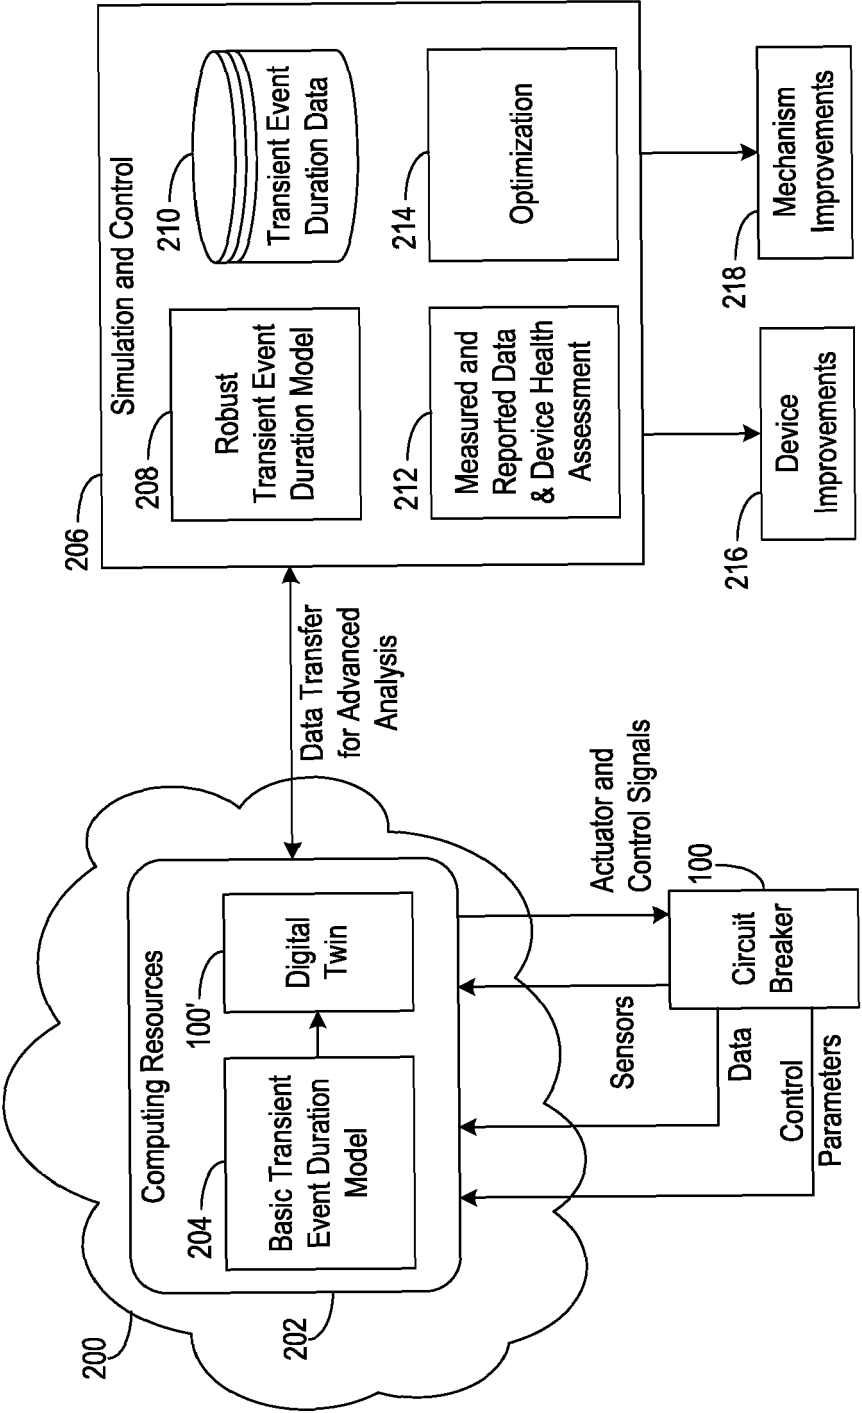 200
202
Computing Resources
204
Basic Transient
Event Duration
Model
100'
Digital
Twin
Data Transfer
for Advanced
Analysis
Control
Parameters
Data
Sensors
Actuator and
Control Signals
100
Circuit
Breaker
206
Simulation and Control
208
Robust
Transient Event
Duration Model
210
Transient Event
Duration Data
212
Measured and
Reported Data
& Device Health
Assessment
214
Optimization
216
Device
Improvements
218
Mechanism
Improvements